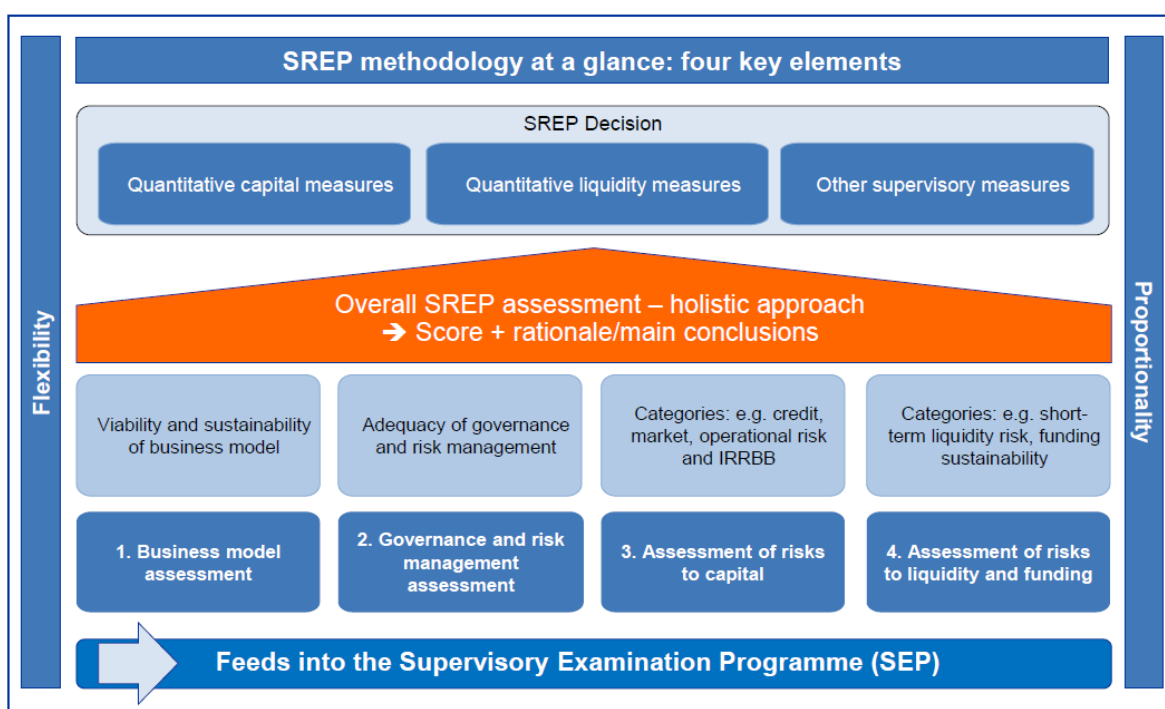 SREP methodology at a glance: four key elements
SREP Decision
Quantitative capital measures
Quantitative liquidity measures
Other supervisory measures
Overall SREP assessment – holistic approach
➔ Score + rationale/main conclusions
Flexibility
Proportionality
Viability and sustainability
of business model
Adequacy of governance
and risk management
Categories: e.g. credit,
market, operational risk
and IRRBB
Categories: e.g. short-
term liquidity risk, funding
sustainability
1. Business model
assessment
2. Governance and risk
management
assessment
3. Assessment of risks
to capital
4. Assessment of risks
to liquidity and funding
Feeds into the Supervisory Examination Programme (SEP)